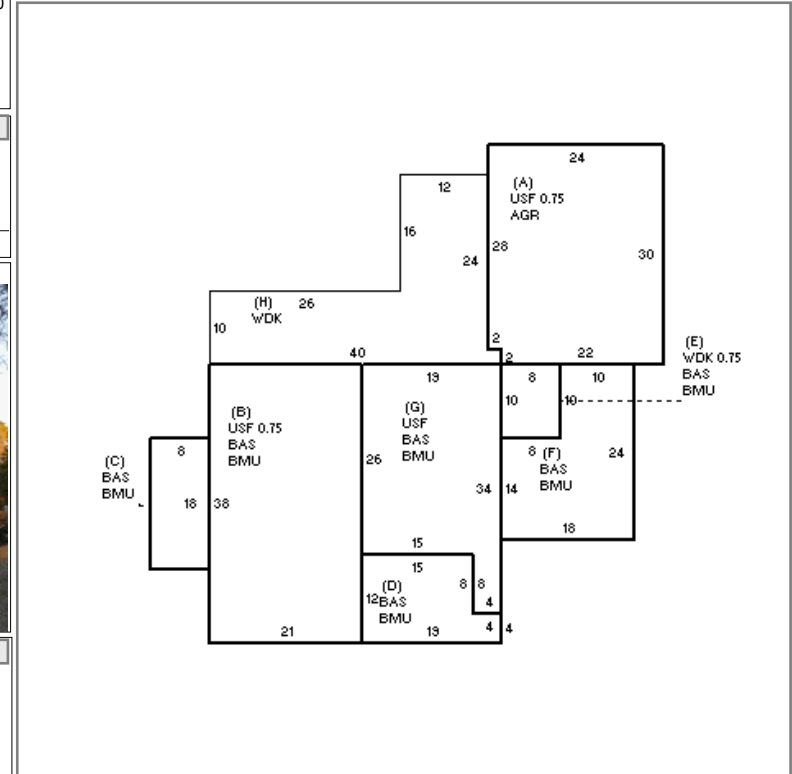 24
(A)
USF 0.75
AGR
12
16
28
24
30
(H)
WDK
26
10
2
2
22
40
(E)
WDK 0.75
BAS
BMU
19
8
10
10
10
(B)
USF 0.75
BAS
BMU
(G)
USF
BAS
BMU
(C)
BAS
BMU
8
18
38
26
34
8
(F)
BAS
BMU
24
14
18
15
15
(D)
BAS
BMU
12
8
8
4
4
4
21
19